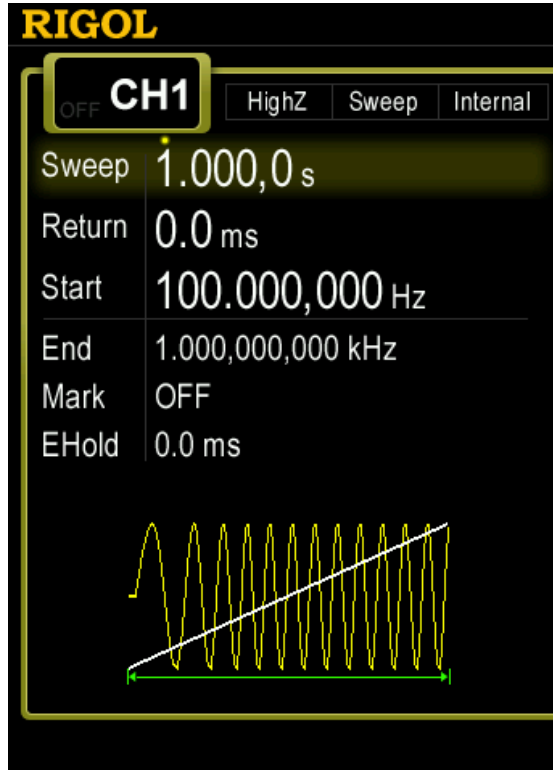 RIGOL
OFF CH1 HighZ Sweep Internal
Sweep 1.000,0 s
Return 0.0 ms
Start 100.000,000 Hz
End 1.000,000,000 kHz
Mark OFF
EHold 0.0 ms